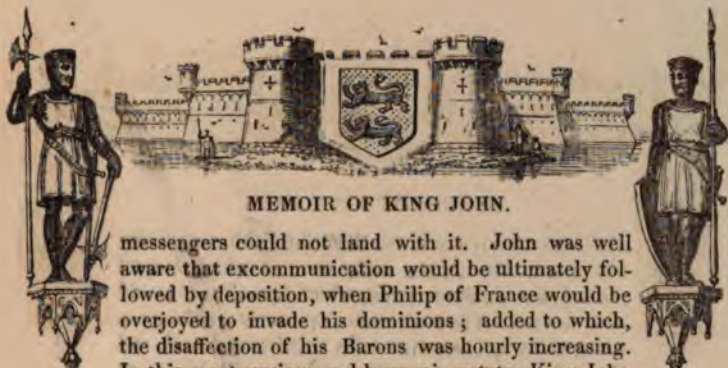 MEMOIR OF KING JOHN.
messengers could not land with it. John was well
aware that excommunication would be ultimately fol-
lowed by deposition, when Philip of France would be
overjoyed to invade his dominions ; added to which,
the disaffection of his Barons was hourly increasing.